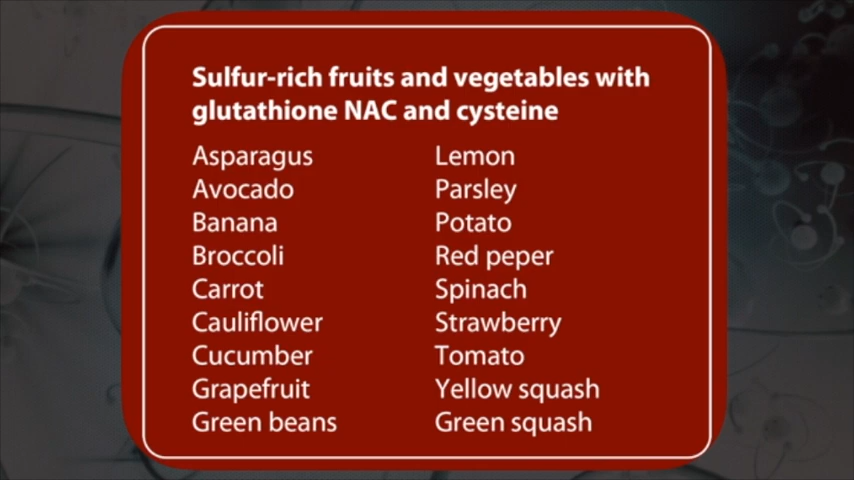 Sulfur-rich fruits and vegetables with
glutathione NAC and cysteine
Asparagus
Avocado
Banana
Broccoli
Carrot
Cauliflower
Cucumber
Grapefruit
Green beans
Lemon
Parsley
Potato
Red peper
Spinach
Strawberry
Tomato
Yellow squash
Green squash